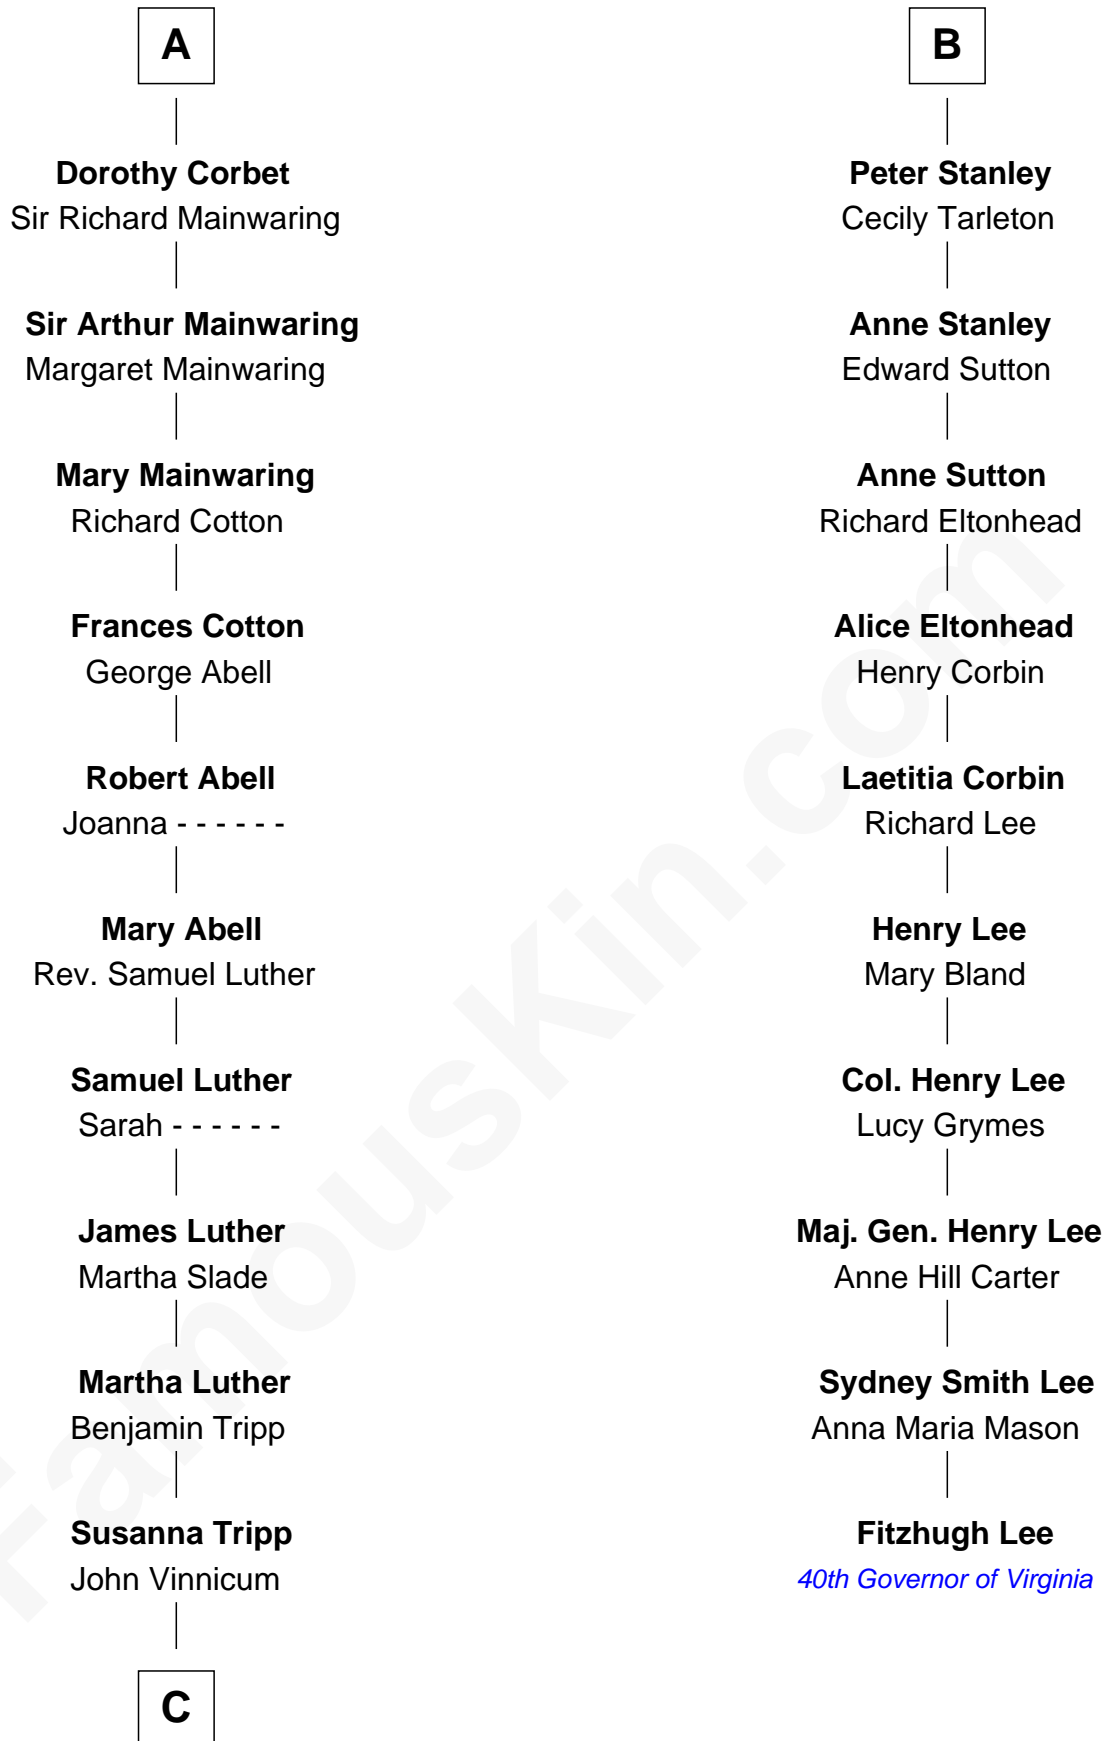 A
Dorothy Corbet
Sir Richard Mainwaring
Sir Arthur Mainwaring
Margaret Mainwaring
Mary Mainwaring
Richard Cotton
Frances Cotton
George Abell
Robert Abell
Joanna - - - - - -
Mary Abell
Rev. Samuel Luther
Samuel Luther
Sarah - - - - - -
James Luther
Martha Slade
Martha Luther
Benjamin Tripp
Susanna Tripp
John Vinnicum
C
B
Peter Stanley
Cecily Tarleton
Anne Stanley
Edward Sutton
Anne Sutton
Richard Eltonhead
Alice Eltonhead
Henry Corbin
Laetitia Corbin
Richard Lee
Henry Lee
Mary Bland
Col. Henry Lee
Lucy Grymes
Maj. Gen. Henry Lee
Anne Hill Carter
Sydney Smith Lee
Anna Maria Mason
Fitzhugh Lee
40th Governor of Virginia
FamousKin.com